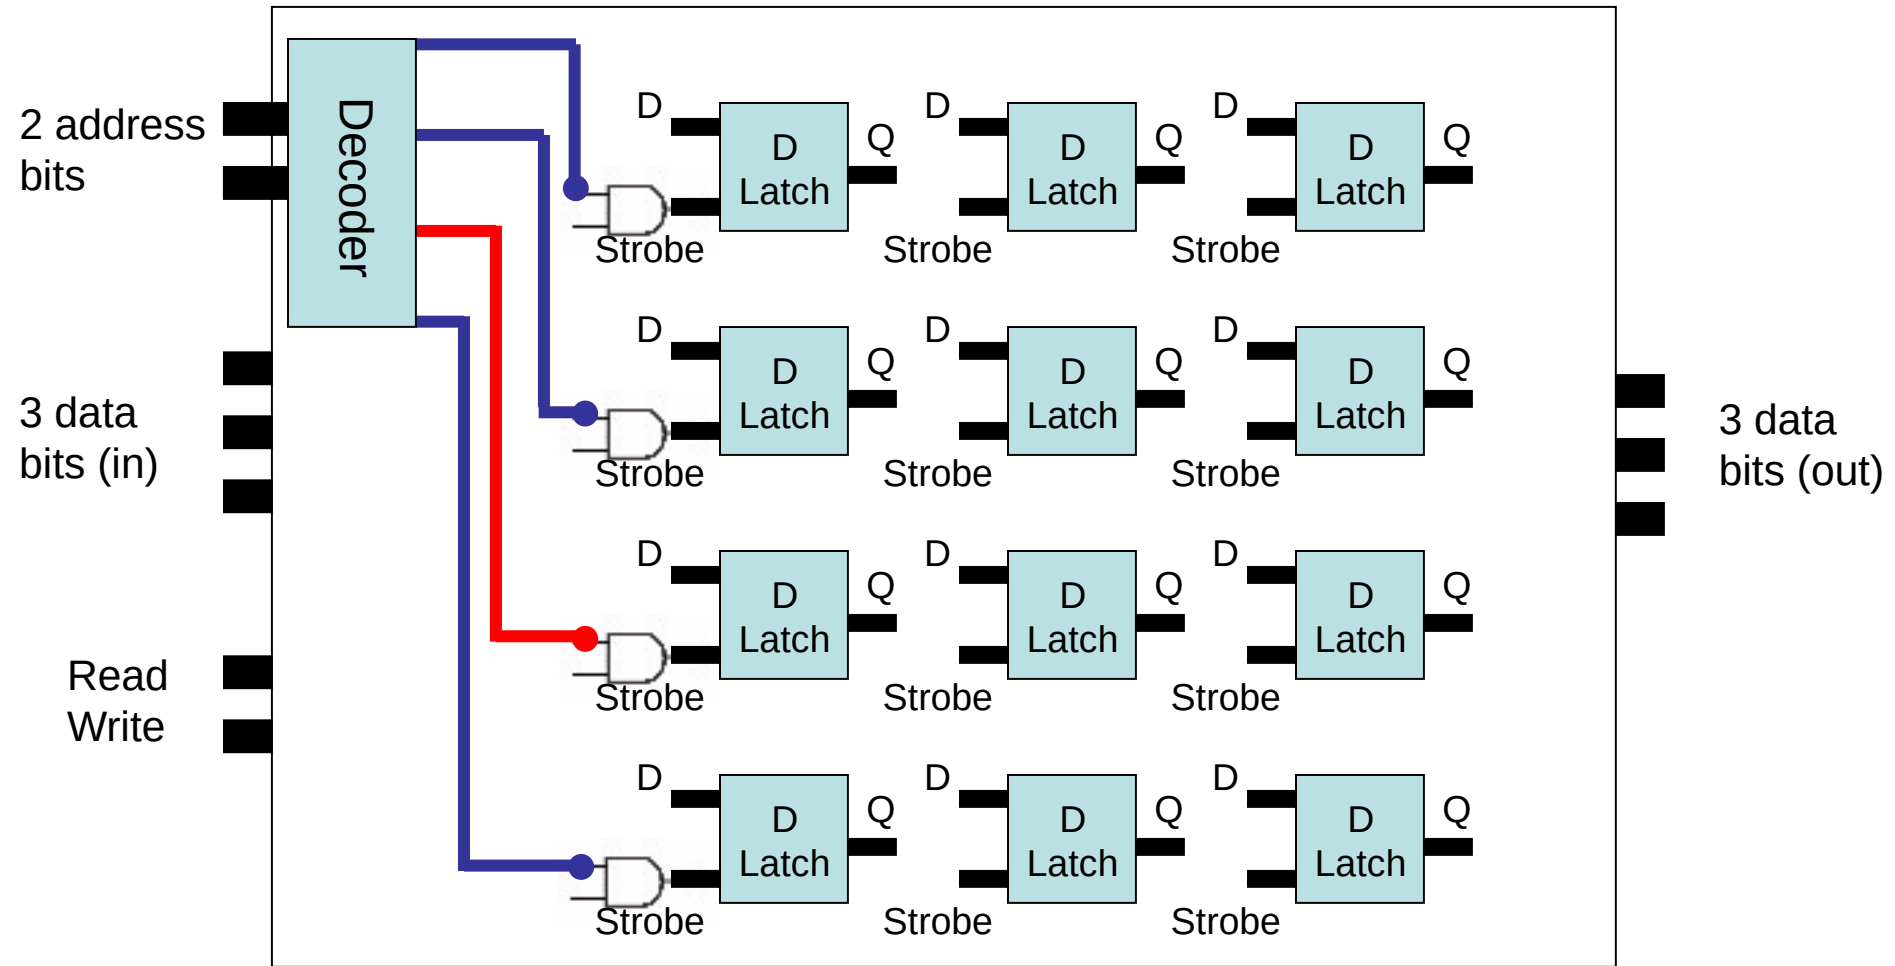 Decoder
2 address
bits
3 data
bits (in)
Read
Write
D D D
D Latch Q D Latch Q D Latch Q
Strobe Strobe Strobe
D D D
D Latch Q D Latch Q D Latch Q
Strobe Strobe Strobe
D D D
D Latch Q D Latch Q D Latch Q
Strobe Strobe Strobe
D D D
D Latch Q D Latch Q D Latch Q
Strobe Strobe Strobe
3 data
bits (out)